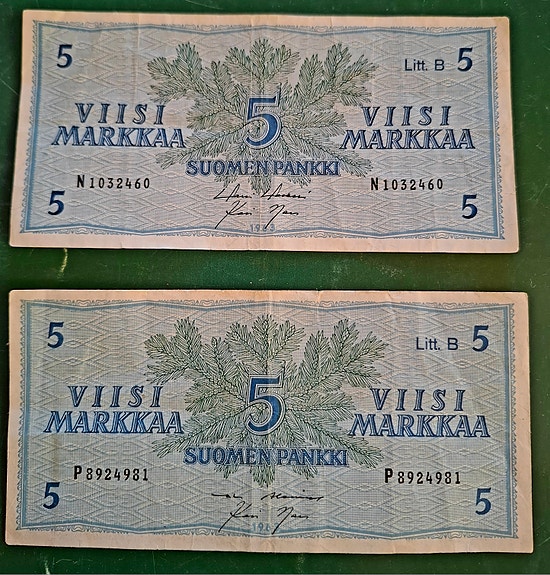 5 Litt. B 5
5
VIISI VIISI
MARKKAA MARKKAA
SUOMEN PANKKI
N1032460 N1032460
5 5
1963
5 Litt. B 5
5
VIISI VIISI
MARKKAA MARKKAA
SUOMEN PANKKI
P8924981 P8924981
5 5